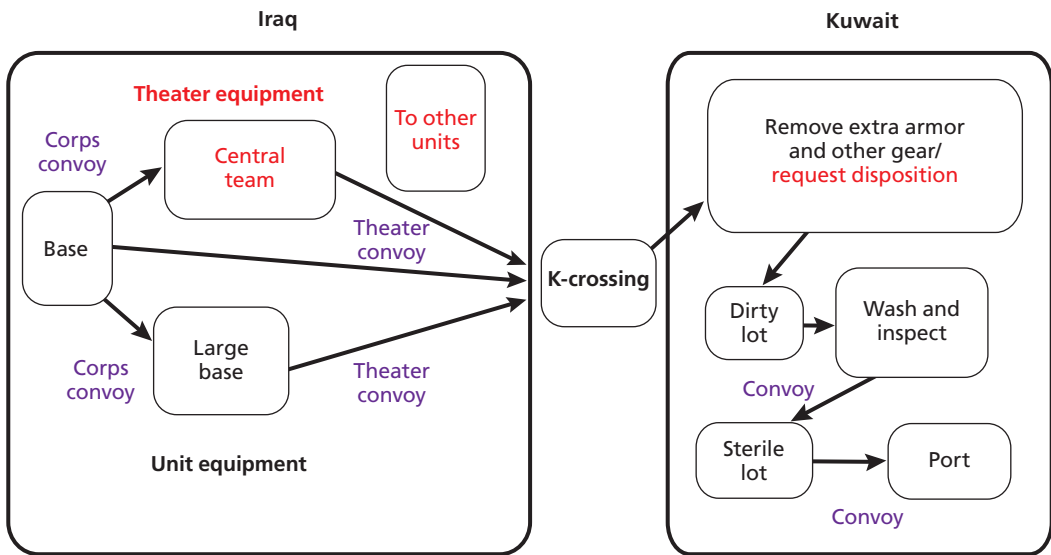 Iraq
Kuwait
Theater equipment
To other
units
Corps
convoy
Central
team
Base
Theater
convoy
Large
base
Corps
convoy
Theater
convoy
Unit equipment
K-crossing
Remove extra armor
and other gear/
request disposition
Dirty
lot
Wash and
inspect
Convoy
Sterile
lot
Port
Convoy